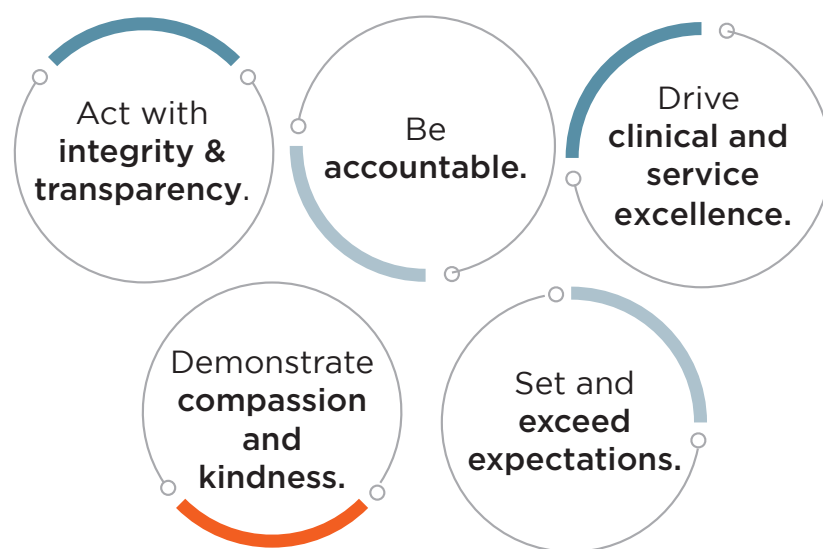 Act with
integrity &
transparency.
Be
accountable.
Drive
clinical and
service
excellence.
Demonstrate
compassion
and
kindness.
Set and
exceed
expectations.